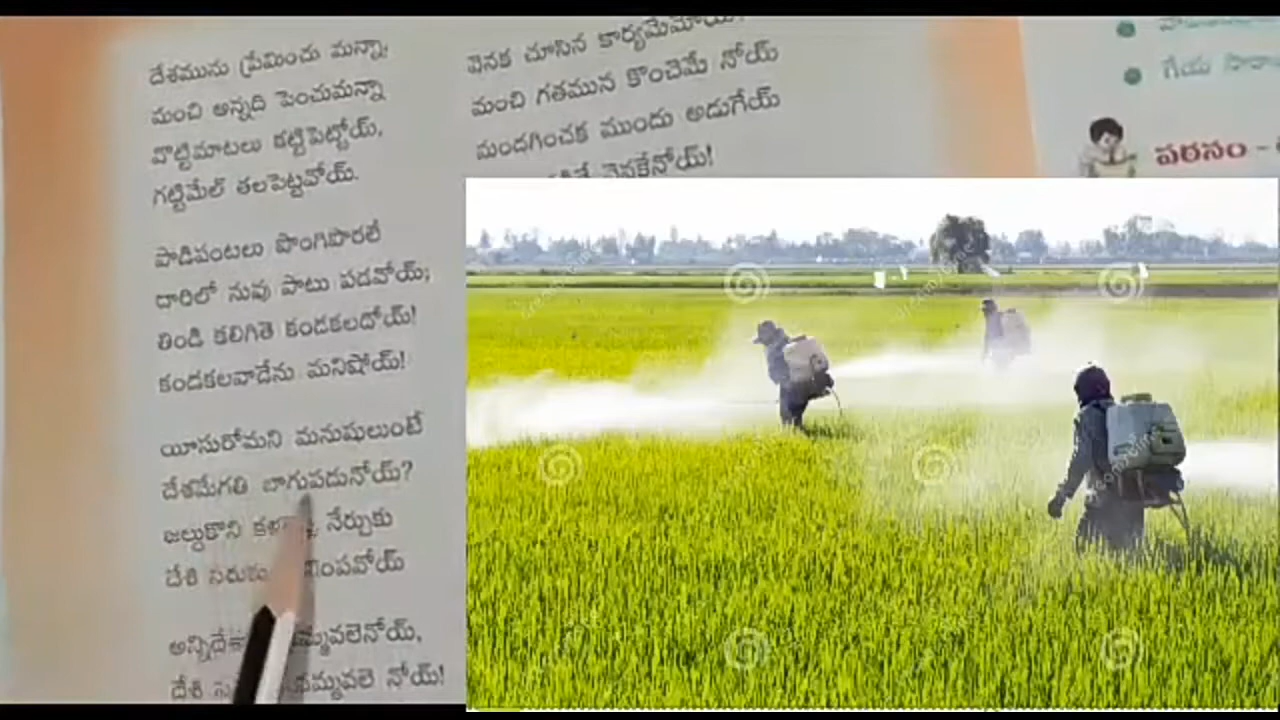 దేశమును ప్రేమించు మన్నా,
మంచి అన్నది పెంచుమన్నా
వొట్టిమాటలు కట్టిపెట్టోయ్,
గట్టిమేల్ తలపెట్టవోయ్.
పాడిపంటలు పొంగిపొరలే
దారిలో నువు పాటు పడవోయ్;
తిండి కలిగితె కండకలదోయ్!
కండకలవాడేను మనిషోయ్!
యీసురోమని మనుషులుంటే
దేశమేగతి బాగుపడునోయ్?
జల్దుకొని నేర్చుకు
దేశి
దేశి నోయ్!
వెనక చూసిన కార్యమేమోయ్?
మంచి గతమున కొంచెమే నోయ్
మందగించక ముందు అడుగేయ్
వెనకేనోయ్!
గేయ
పఠనం -